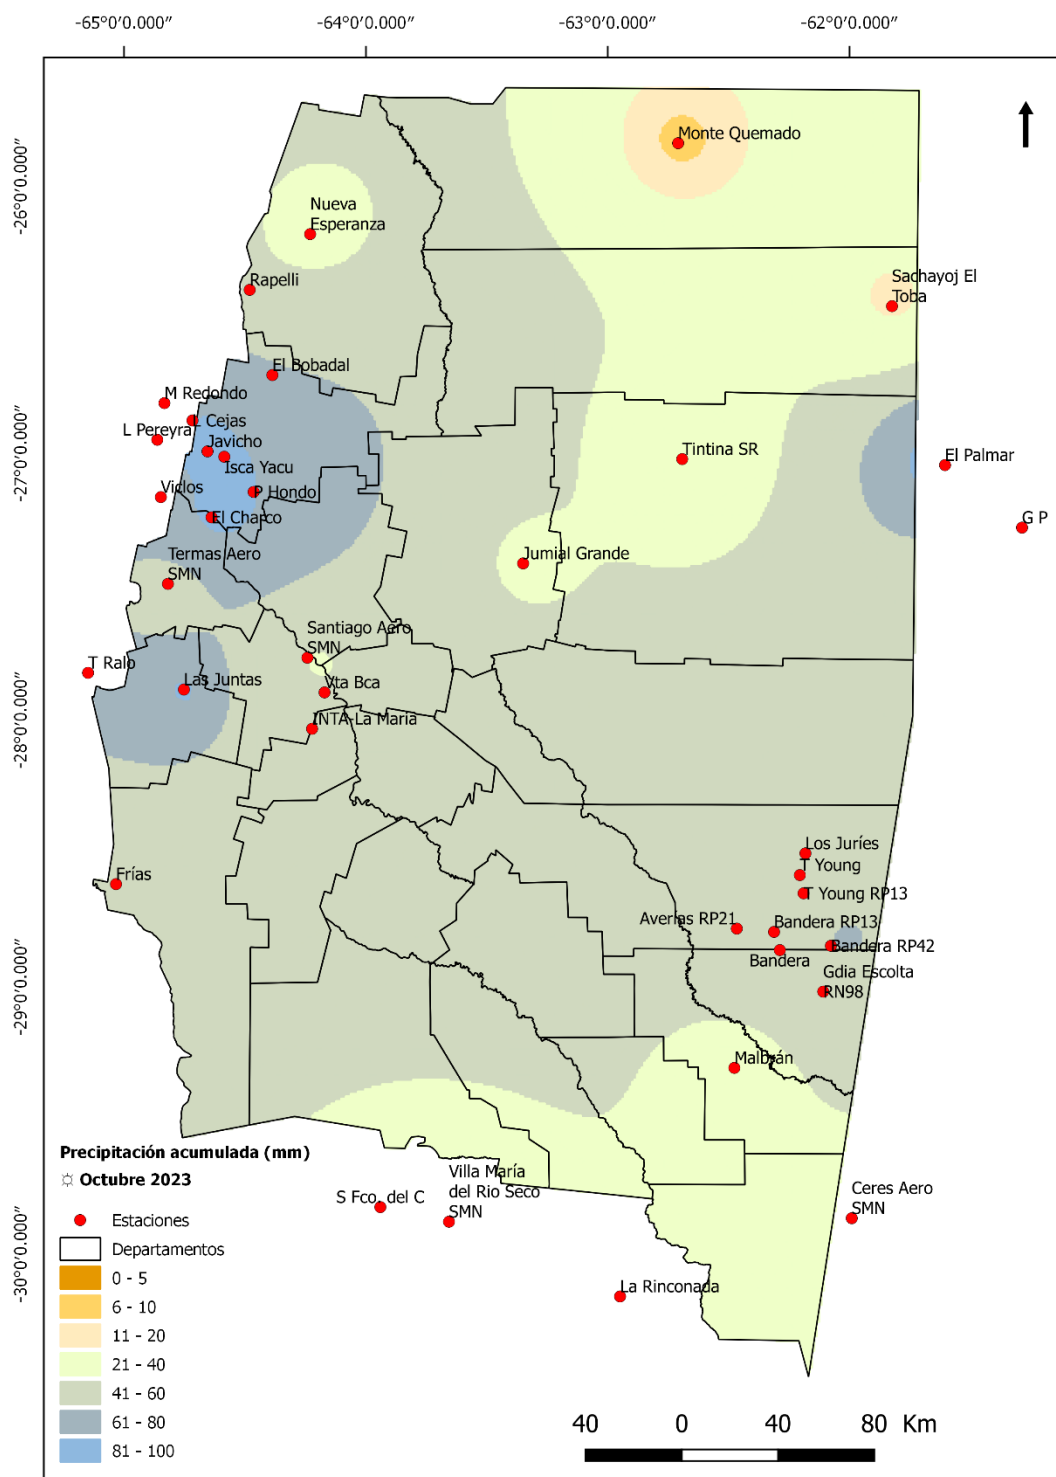 -65°0'0.000″
-64°0'0.000″
-63°0'0.000″
-62°0'0.000″
-26°0'0.000″
-27°0'0.000″
-28°0'0.000″
-29°0'0.000″
-30°0'0.000″
Monte Quemado
Nueva
Esperanza
Rapelli
Sachayoj El
Toba
El Bobadal
M Redondo
L Cejas
L Pereyra
Javicho
Isca Yacu
Tintina SR
El Palmar
Viclos
P Hondo
El Charco
G P
Termas Aero
SMN
Jumial Grande
Santiago Aero
SMN
T Ralo
Las Juntas
Vta Bca
INTA-La Maria
Los Juríes
T Young
Frías
T Young RP13
Averias RP21
Bandera RP13
Bandera RP42
Bandera
Gdia Escolta
RN98
Malbrán
Precipitación acumulada (mm)
Octubre 2023
Estaciones
Departamentos
0 - 5
6 - 10
11 - 20
21 - 40
41 - 60
61 - 80
81 - 100
S Fco. del C
Villa María
del Rio Seco
SMN
Ceres Aero
SMN
La Rinconada
40 0 40 80 Km